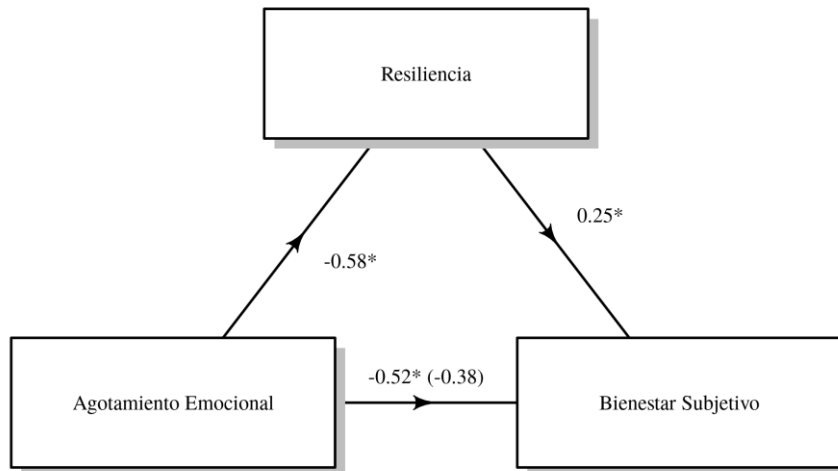 Resiliencia
0.25*
-0.58*
-0.52* (-0.38)
Agotamiento Emocional
Bienestar Subjetivo